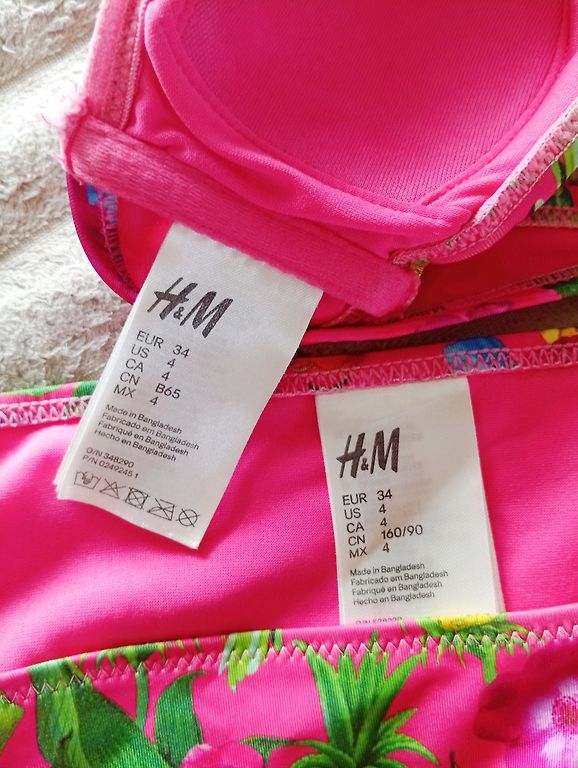 H&M
EUR 34
US 4
CA 4
CN B65
MX 4
Made in Bangladesh
Fabricado em Bangladesh
Fabriqué en Bangladesh
Hecho en Bangladesh
O/N 348290
P/N 0249245 1
H&M
EUR 34
US 4
CA 4
CN 160/90
MX 4
Made in Bangladesh
Fabricado em Bangladesh
Fabriqué en Bangladesh
Hecho en Bangladesh